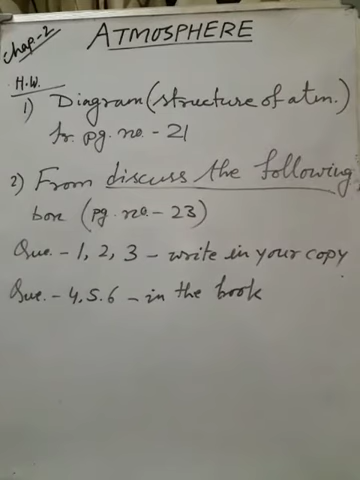 Chap-2
ATMOSPHERE
H.W.
1) Diagram (structure of atm.)
fr. pg. no. - 21
2) From discuss the following
box (pg. no. - 23)
Que. - 1, 2, 3 - write in your copy
Que. - 4, 5, 6 - in the book